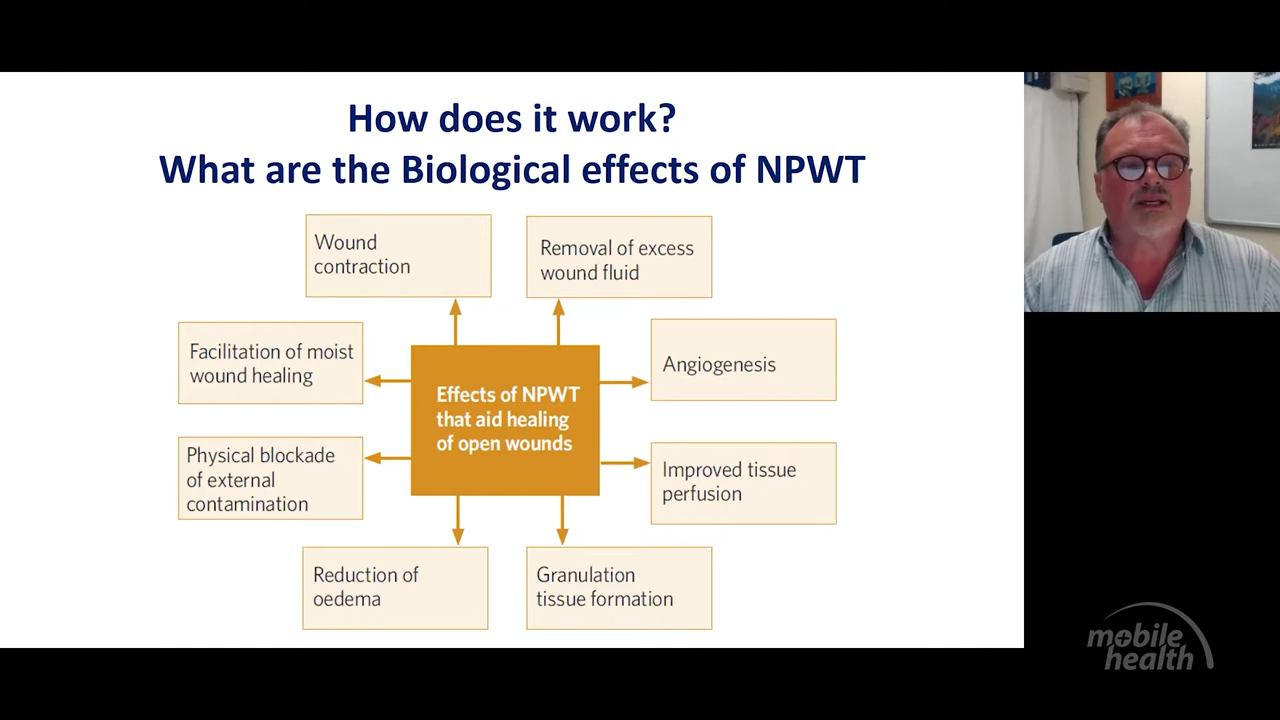 How does it work?
What are the Biological effects of NPWT
Wound
contraction
Removal of excess
wound fluid
Facilitation of moist
wound healing
Angiogenesis
Effects of NPWT
that aid healing
of open wounds
Physical blockade
of external
contamination
Improved tissue
perfusion
Reduction of
oedema
Granulation
tissue formation
mobile
health